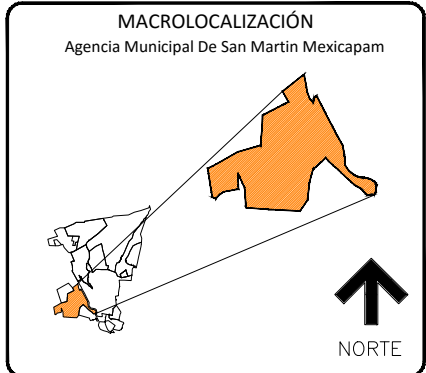 MACROLOCALIZACIÓN
Agencia Municipal De San Martin Mexicapam
NORTE